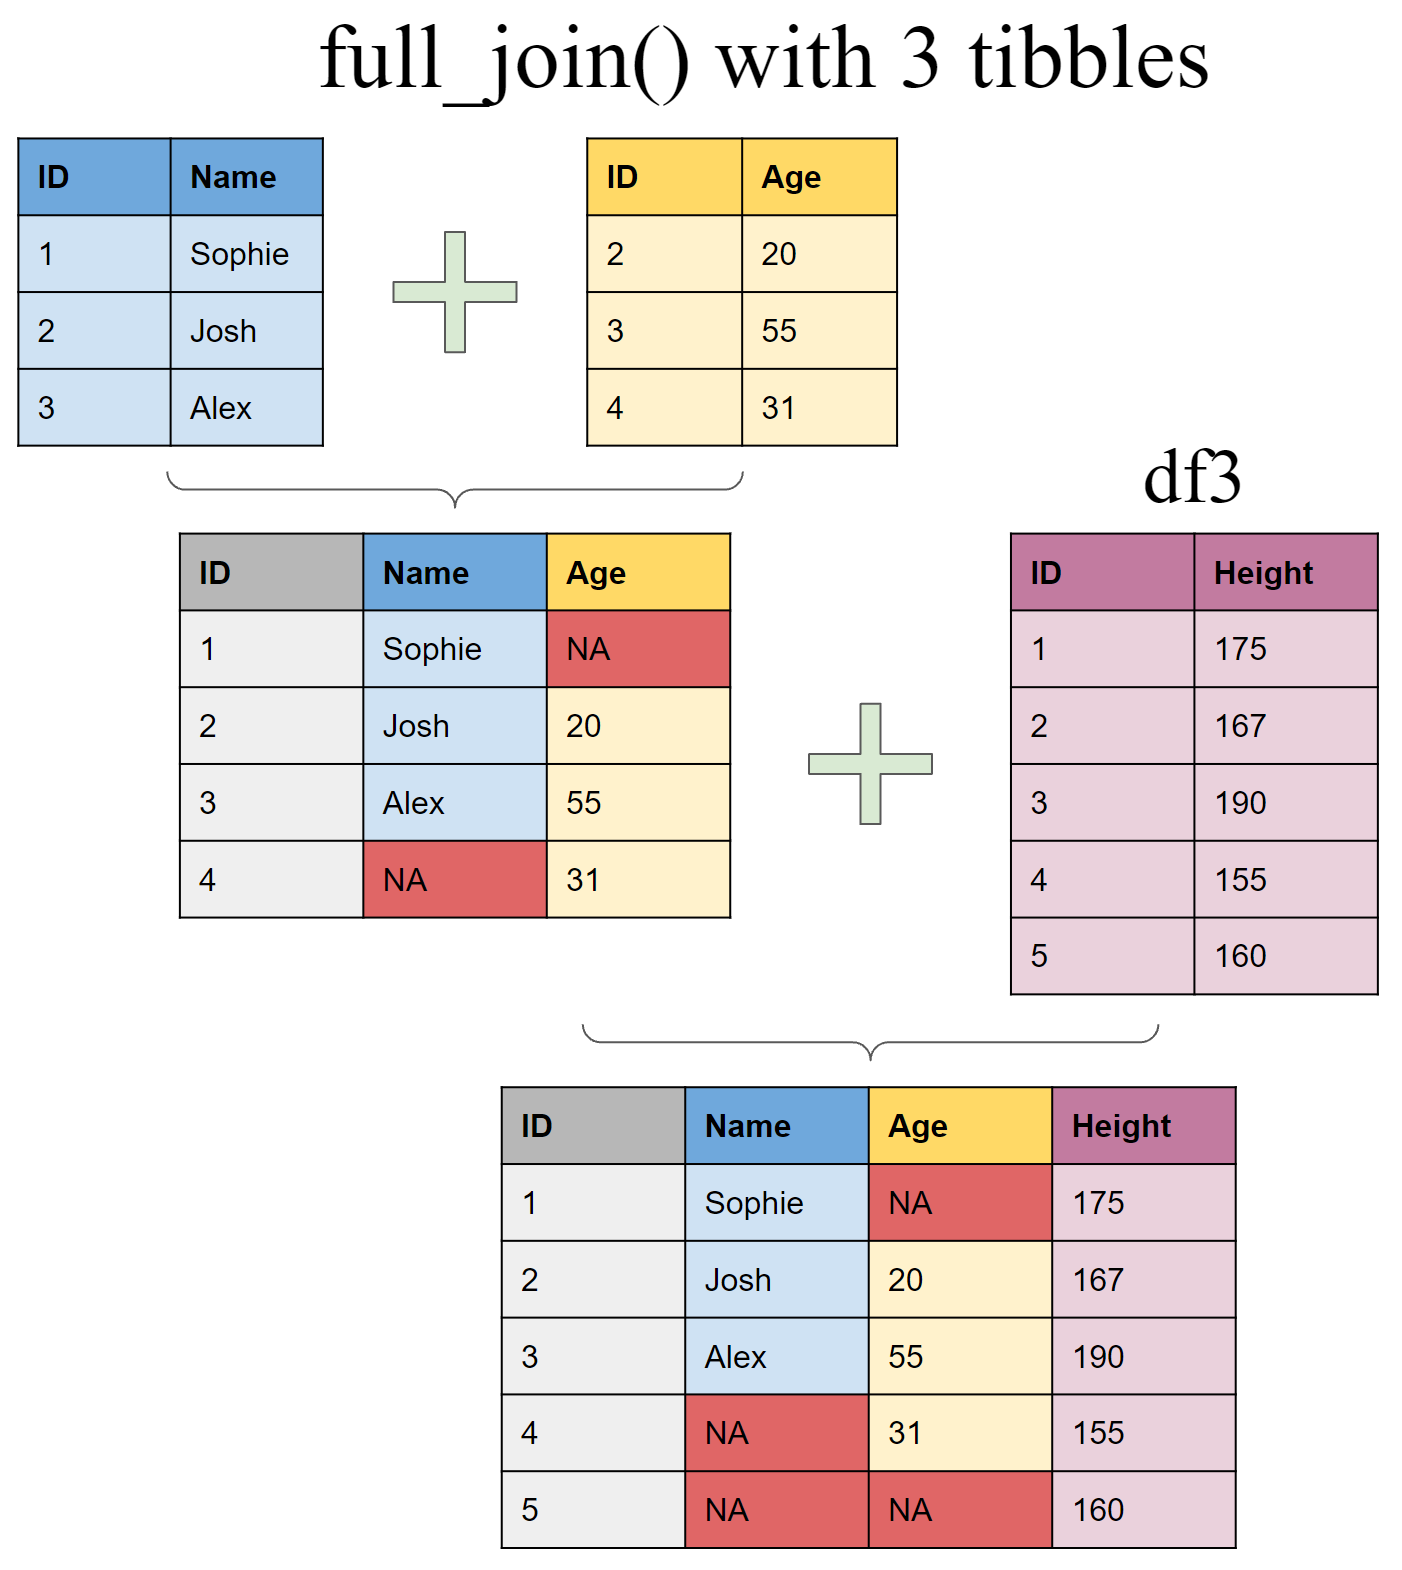 full_join() with 3 tibbles
ID Name
1 Sophie
2 Josh
3 Alex
ID Age
2 20
3 55
4 31
ID Name Age
1 Sophie NA
2 Josh 20
3 Alex 55
4 NA 31
df3
ID Height
1 175
2 167
3 190
4 155
5 160
ID Name Age Height
1 Sophie NA 175
2 Josh 20 167
3 Alex 55 190
4 NA 31 155
5 NA NA 160